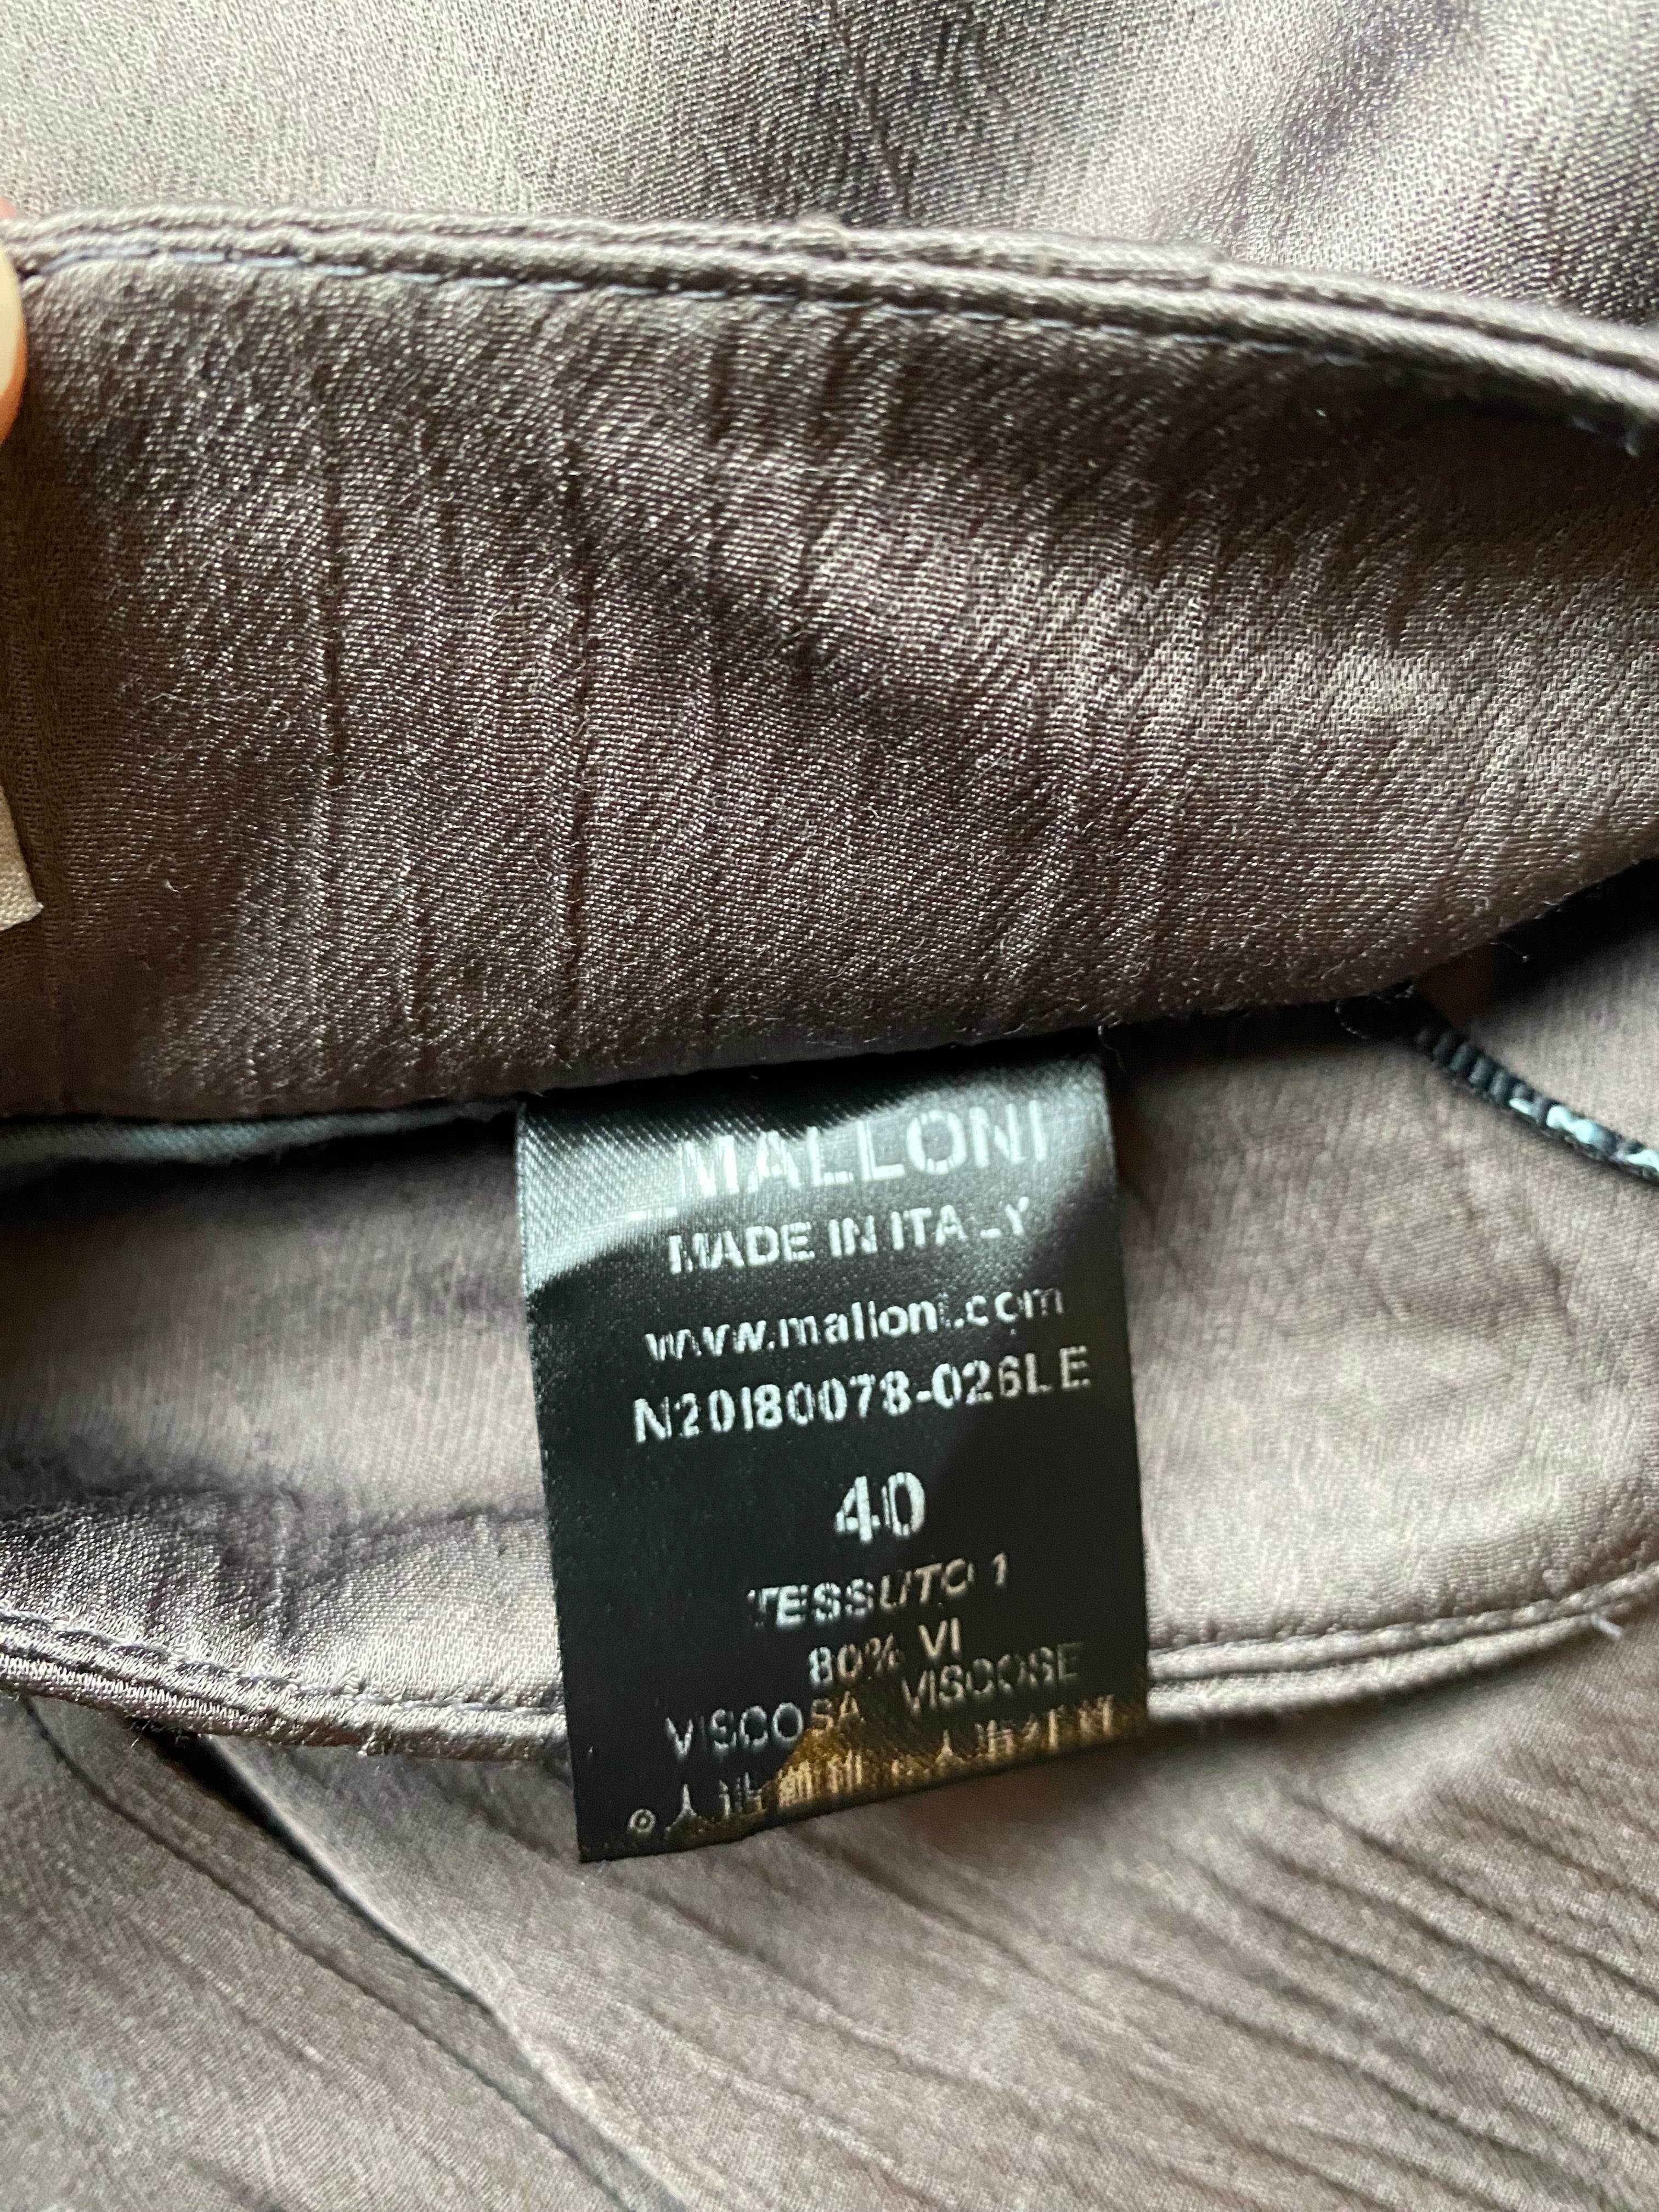 MALLONI
MADE IN ITALY
www.malloni.com
N20I80078-026LE
40
TESSUTO 1
80% VI
VISCOSA VISCOSE